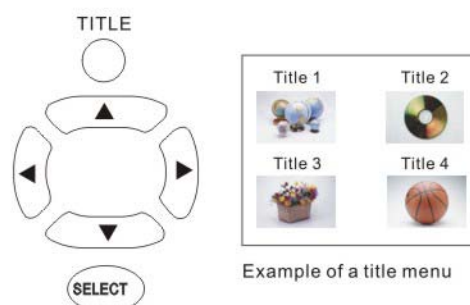 TITLE
SELECT
Title 1
Title 2
Title 3
Title 4
Example of a title menu